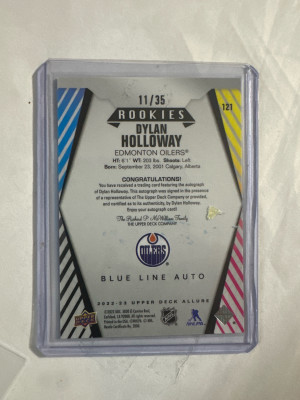 11/35
121
ROOKIES
DYLAN
HOLLOWAY
EDMONTON OILERS®
HT: 6'1" WT: 203 lbs. Shoots: Left
Born: September 23, 2001 Calgary, Alberta
CONGRATULATIONS!
You have received a trading card featuring the autograph
of Dylan Holloway. This autograph was signed in the presence
of a representative of The Upper Deck Company or provided,
and certified as to its authenticity, by Dylan Holloway.
Enjoy your autograph card!
The Richard P. McWilliam Family
THE UPPER DECK COMPANY
OILERS
BLUE LINE AUTO
2022-23 UPPER DECK ALLURE
NHL
NHLPA